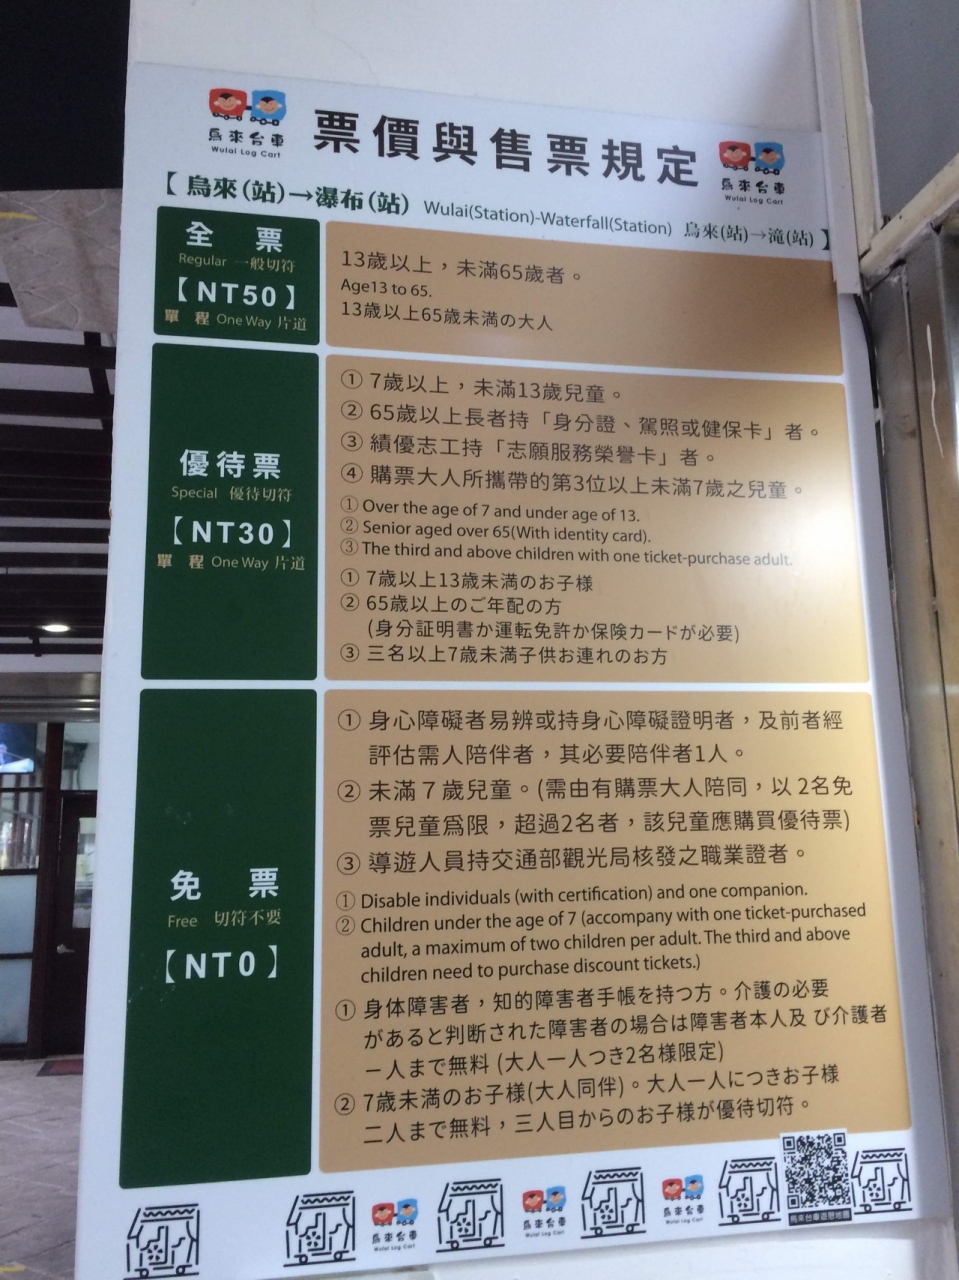 烏來台車
Wulai Log Cart
票價與售票規定
烏來台車
Wulai Log Cart
【烏來(站)→瀑布(站) Wulai(Station)-Waterfall(Station) 烏來(站)→滝(站)】
全 票
Regular 一般切符
【NT50】
單 程 One Way 片道
13歲以上，未滿65歲者。
Age13 to 65.
13歳以上65歳未満の大人
優待票
Special 優待切符
【NT30】
單 程 One Way 片道
① 7歲以上，未滿13歲兒童。
② 65歲以上長者持「身分證、駕照或健保卡」者。
③ 績優志工持「志願服務榮譽卡」者。
④ 購票大人所攜帶的第3位以上未滿7歲之兒童。
① Over the age of 7 and under age of 13.
② Senior aged over 65(With identity card).
③ The third and above children with one ticket-purchase adult.
① 7歳以上13歳未満のお子様
② 65歳以上のご年配の方
(身分証明書か運転免許か保険カードが必要)
③ 三名以上7歳未満子供お連れのお方
免 票
Free 切符不要
【NT0】
① 身心障礙者易辨或持身心障礙證明者，及前者經
評估需人陪伴者，其必要陪伴者1人。
② 未滿７歲兒童。(需由有購票大人陪同，以 2名免
票兒童爲限，超過2名者，該兒童應購買優待票)
③ 導遊人員持交通部觀光局核發之職業證者。
① Disable individuals (with certification) and one companion.
② Children under the age of 7 (accompany with one ticket-purchased
adult, a maximum of two children per adult. The third and above
children need to purchase discount tickets.)
① 身体障害者，知的障害者手帳を持つ方。介護の必要
があると判断された障害者の場合は障害者本人及 び介護者
一人まで無料 (大人一人つき2名様限定)
② 7歳未満のお子様(大人同伴)。大人一人につきお子様
二人まで無料，三人目からのお子様が優待切符。
烏來台車
Wulai Log Cart
烏來台車
Wulai Log Cart
烏來台車
Wulai Log Cart
烏來台車遊憩地圖